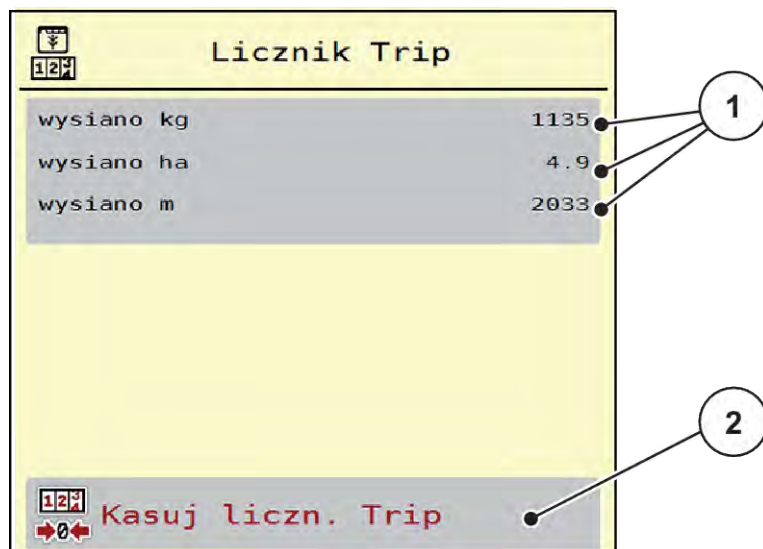 Licznik Trip
wysiano kg 1135
wysiano ha 4.9
wysiano m 2033
1
2
Kasuj liczn. Trip